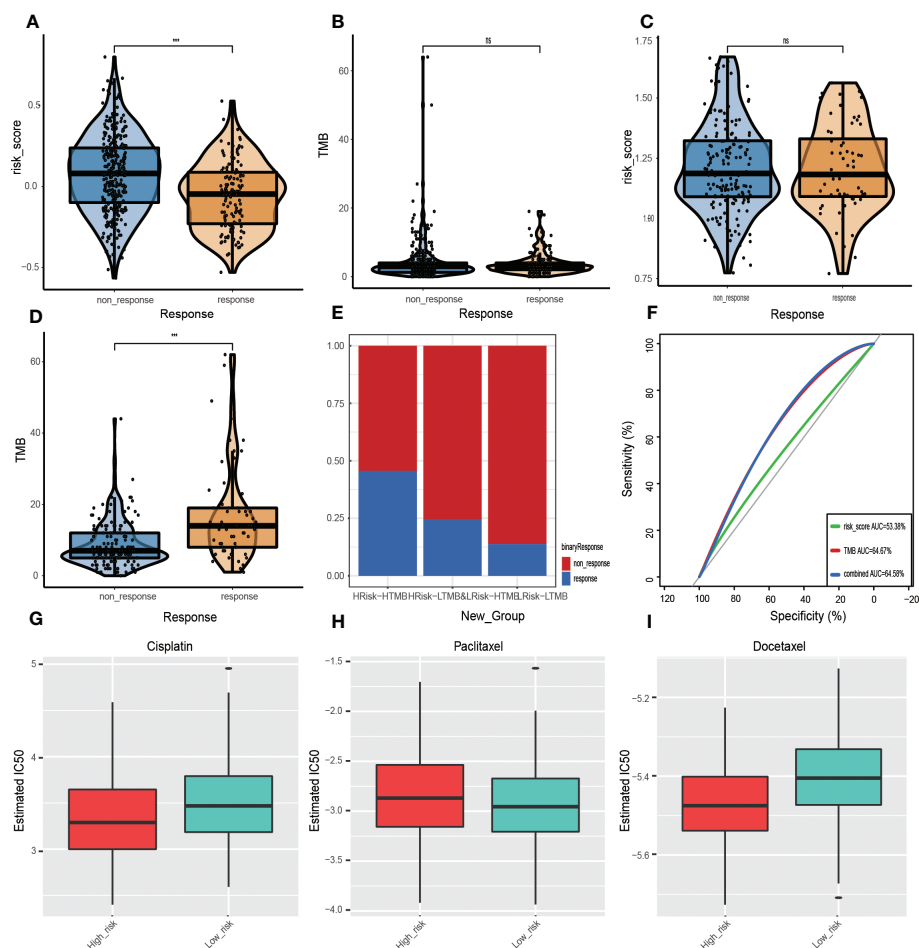 A
***
risk_score
0.5
0.0
−0.5
non_response
response
Response
B
ns
TMB
60
40
20
0
non_response
response
Response
C
ns
risk_score
1.75
1.50
1.25
1.00
0.75
non_response
response
Response
D
***
TMB
60
40
20
0
non_response
response
Response
E
1.00
0.75
0.50
0.25
0.00
HRisk−HTMB
HRisk−LTMB&LRisk−HTMB
LRisk−LTMB
New_Group
binaryResponse
non_response
response
F
Sensitivity (%)
100
80
60
40
20
0
risk_score AUC=53.38%
TMB AUC=64.67%
combined AUC=64.58%
120 100 80 60 40 20 0 −20
Specificity (%)
G
Cisplatin
Estimated IC50
5
4
3
High_risk
Low_risk
H
Paclitaxel
Estimated IC50
−1.5
−2.0
−2.5
−3.0
−3.5
−4.0
High_risk
Low_risk
I
Docetaxel
Estimated IC50
−5.2
−5.4
−5.6
High_risk
Low_risk